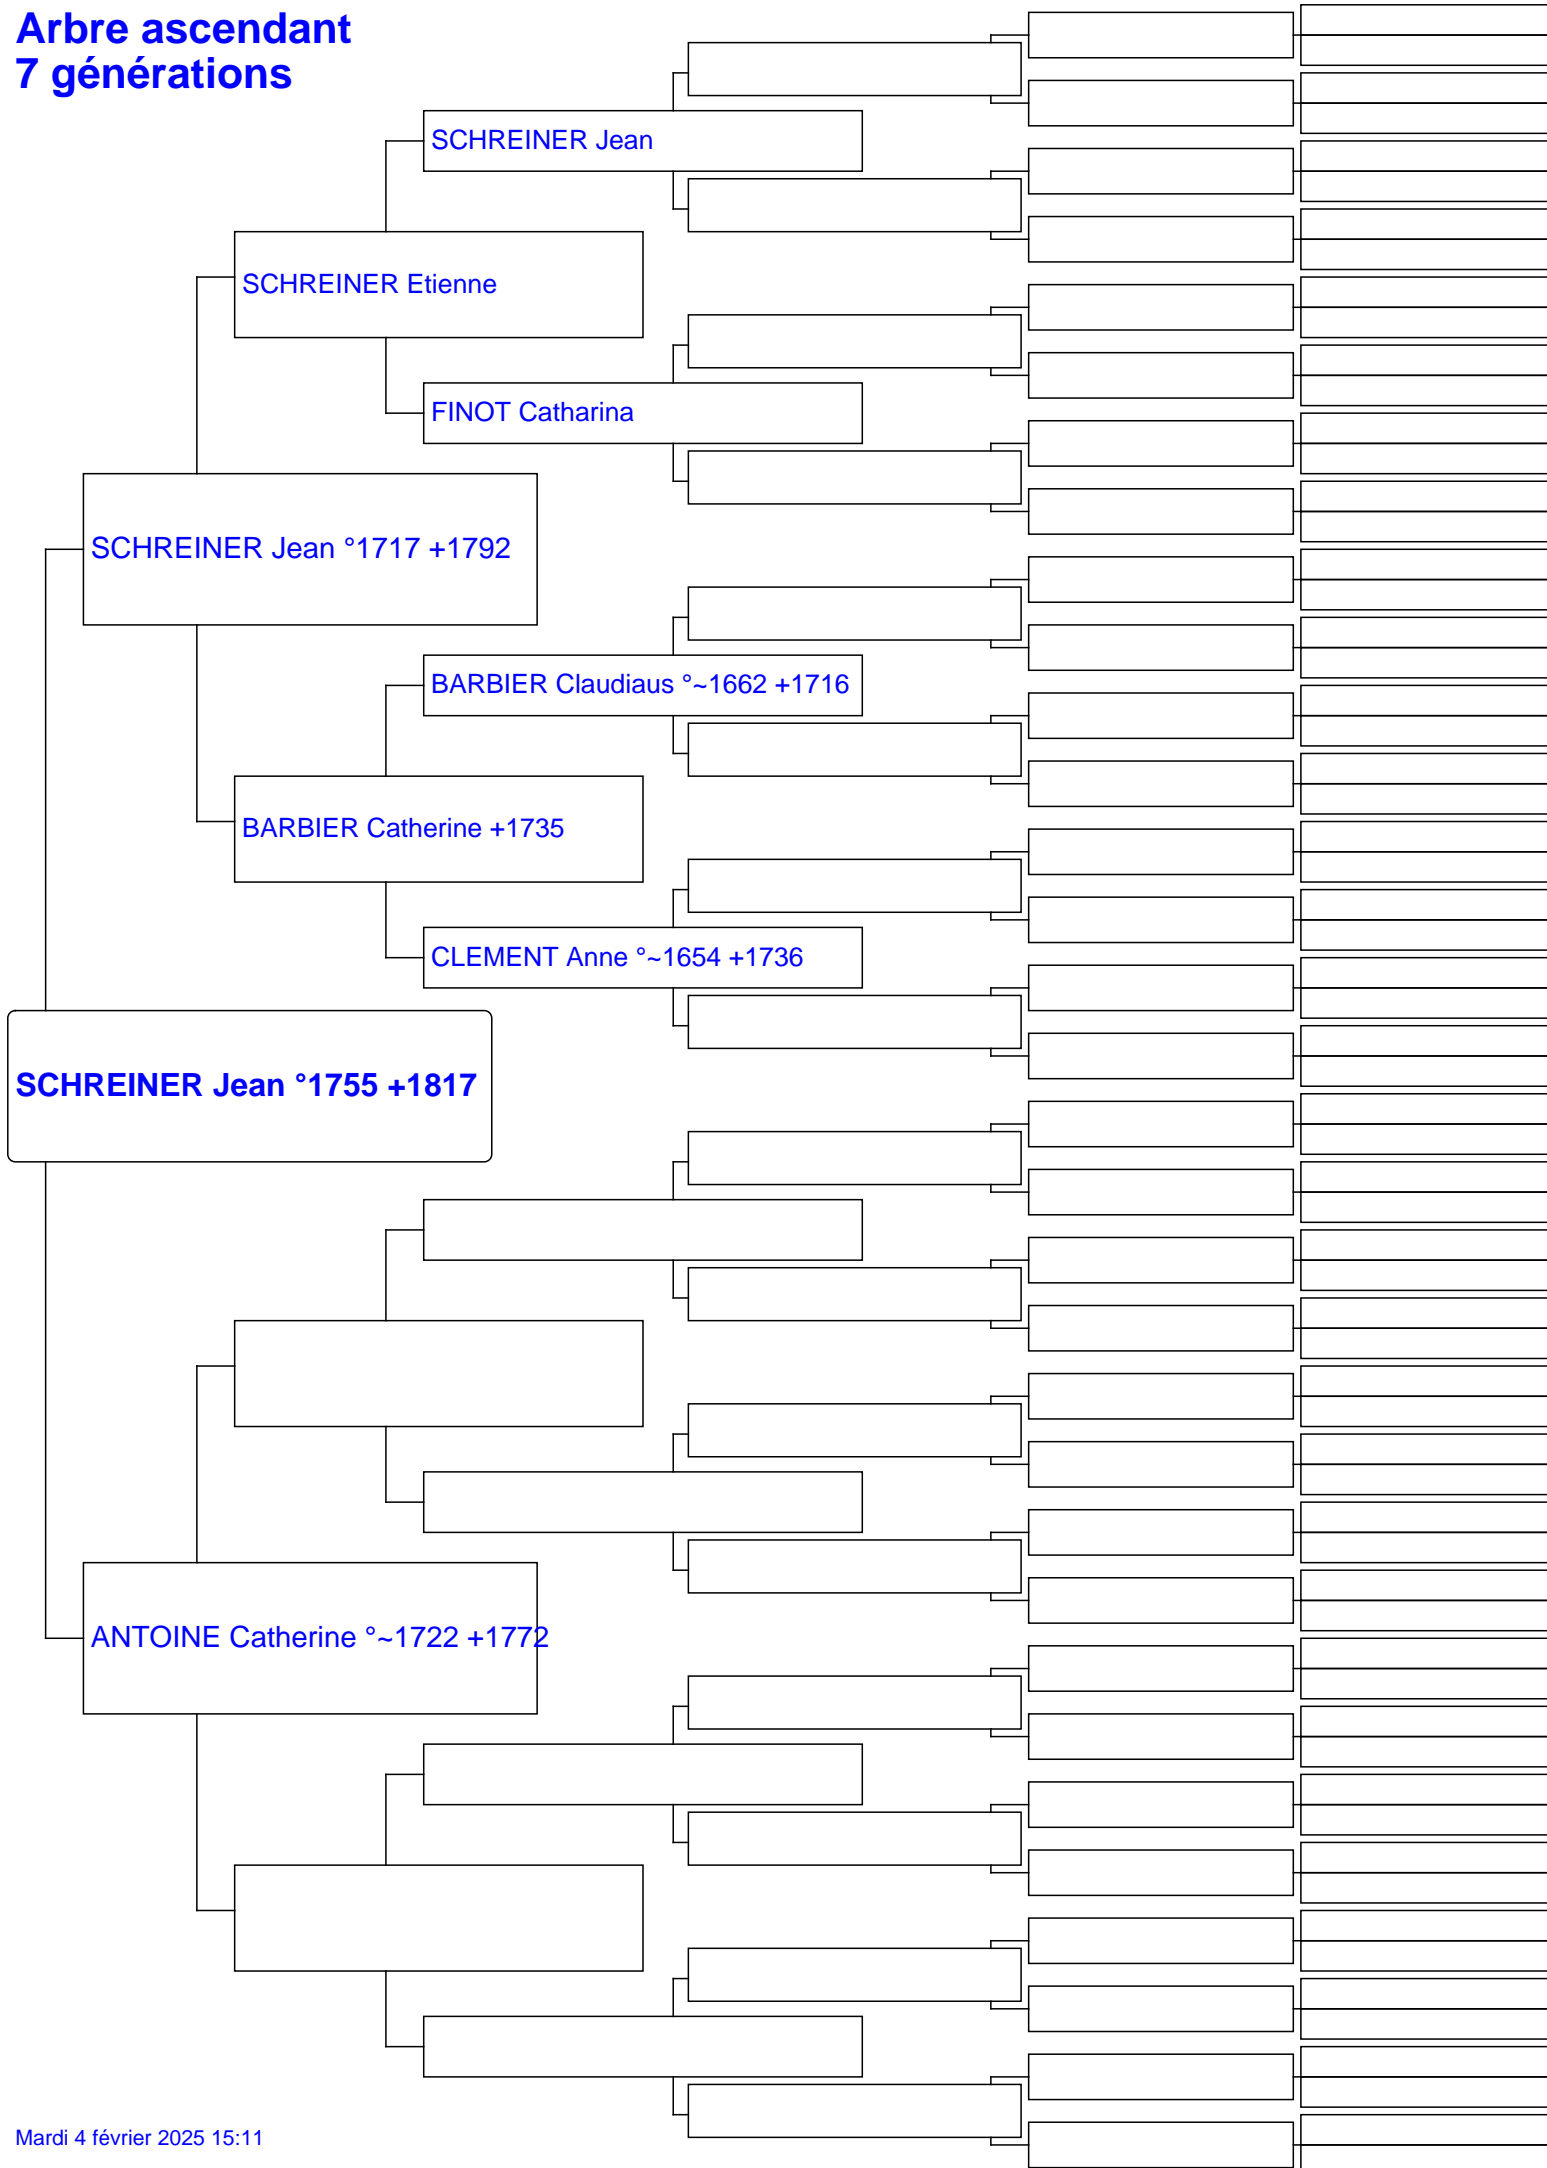 Arbre ascendant
7 générations
SCHREINER Jean
SCHREINER Etienne
FINOT Catharina
SCHREINER Jean °1717 +1792
BARBIER Claudiaus °~1662 +1716
BARBIER Catherine +1735
CLEMENT Anne °~1654 +1736
SCHREINER Jean °1755 +1817
ANTOINE Catherine °~1722 +1772
Mardi 4 février 2025 15:11